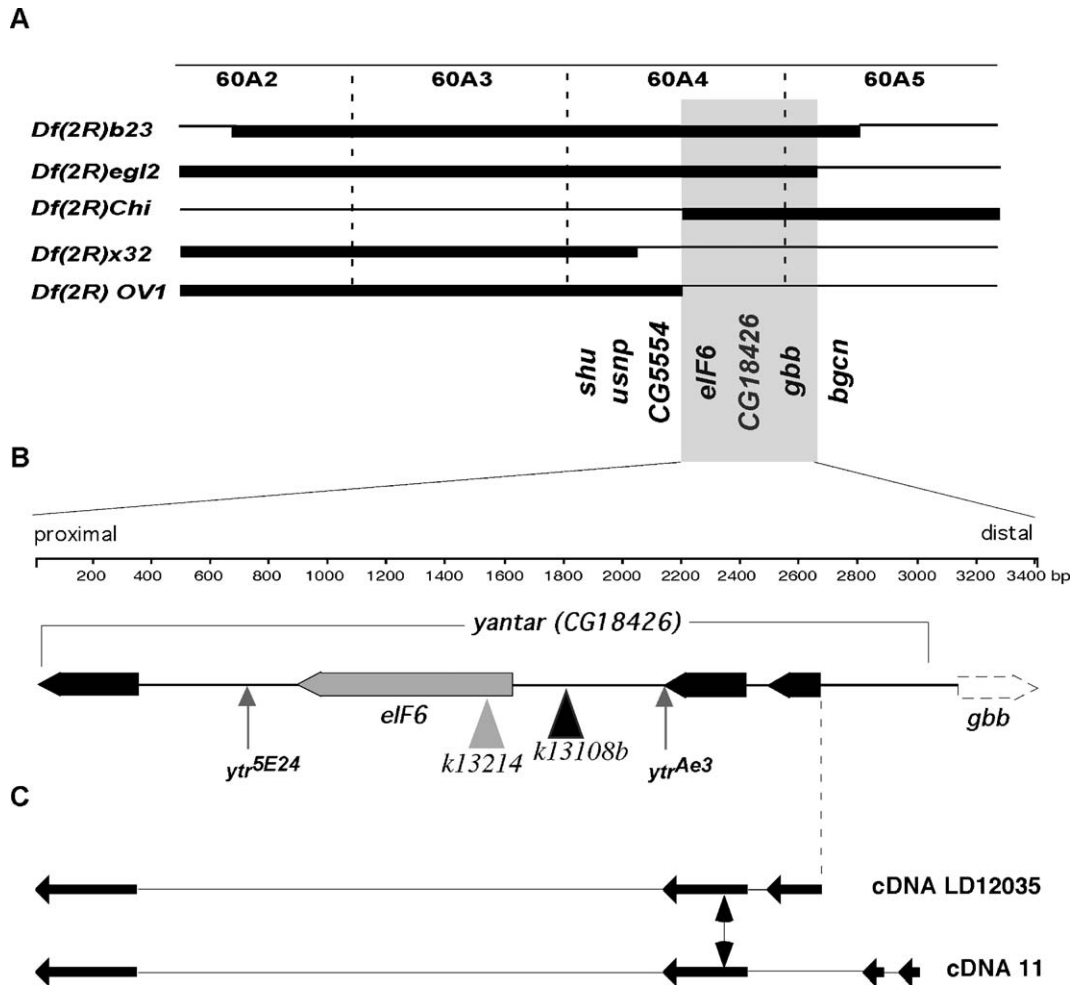 A
60A2 60A3 60A4 60A5
Df(2R)b23
Df(2R)egl2
Df(2R)Chi
Df(2R)x32
Df(2R) OV1
shu
usnp
CG5554
eIF6
CG18426
gbb
bgcn
B
proximal distal
200 400 600 800 1000 1200 1400 1600 1800 2000 2200 2400 2600 2800 3000 3200 3400 bp
yantar (CG18426)
eIF6 gbb
ytr5E24 k13214 k13108b ytrAe3
C
cDNA LD12035
cDNA 11